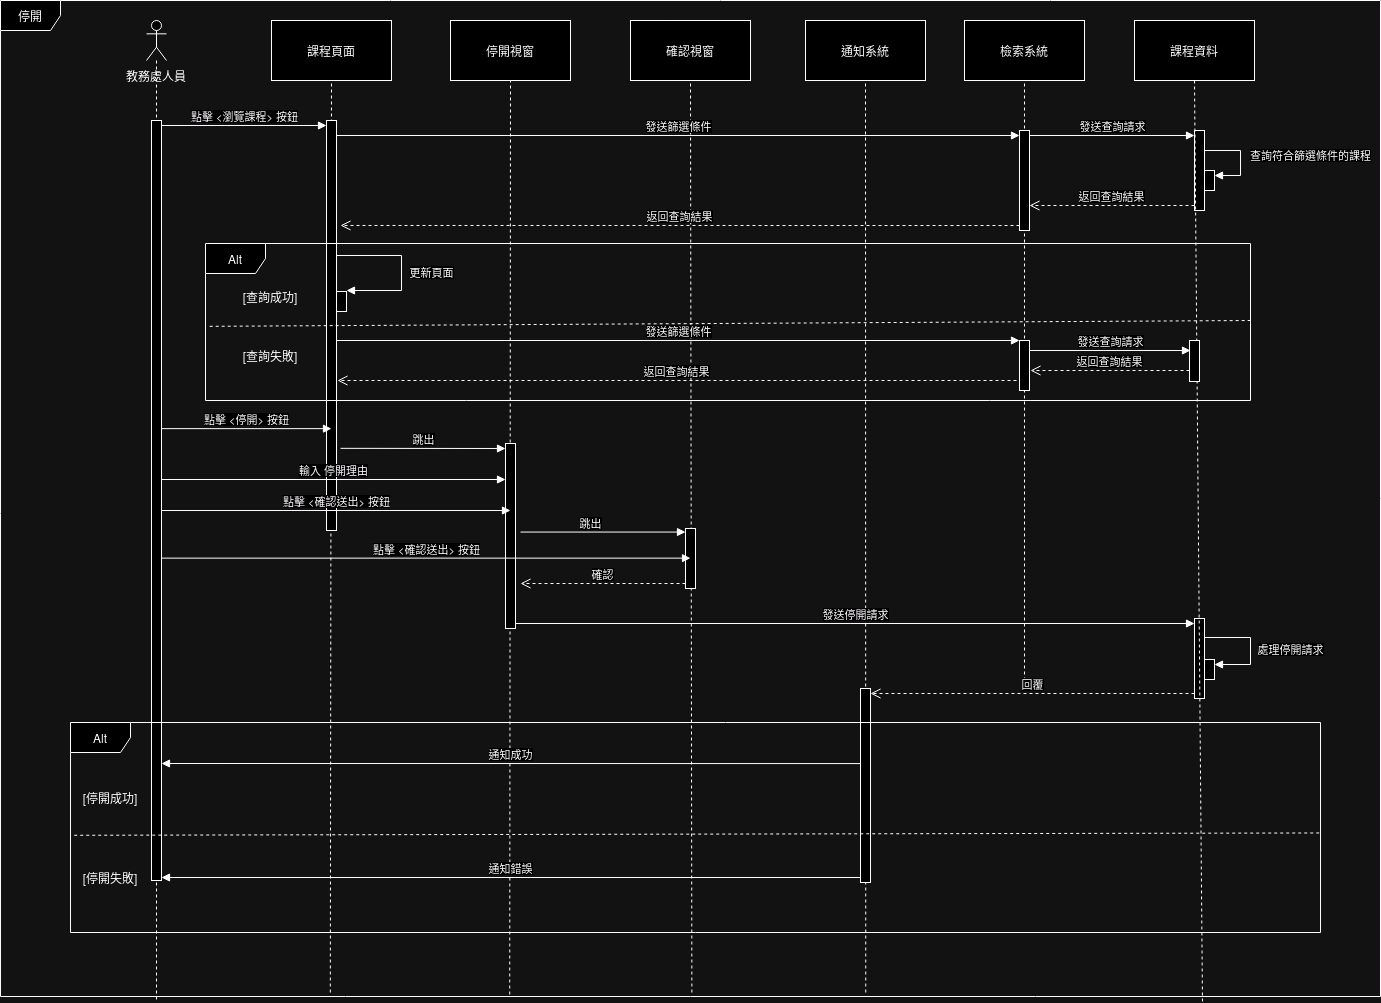 停開
教務處人員
課程頁面
停開視窗
確認視窗
通知系統
檢索系統
課程資料
點擊 <瀏覽課程> 按鈕
發送篩選條件
發送查詢請求
查詢符合篩選條件的課程
返回查詢結果
返回查詢結果
Alt
更新頁面
[查詢成功]
發送篩選條件
[查詢失敗]
發送查詢請求
返回查詢結果
返回查詢結果
點擊 <停開> 按鈕
跳出
輸入 停開理由
點擊 <確認送出> 按鈕
跳出
點擊 <確認送出> 按鈕
確認
發送停開請求
處理停開請求
回覆
Alt
通知成功
[停開成功]
通知錯誤
[停開失敗]